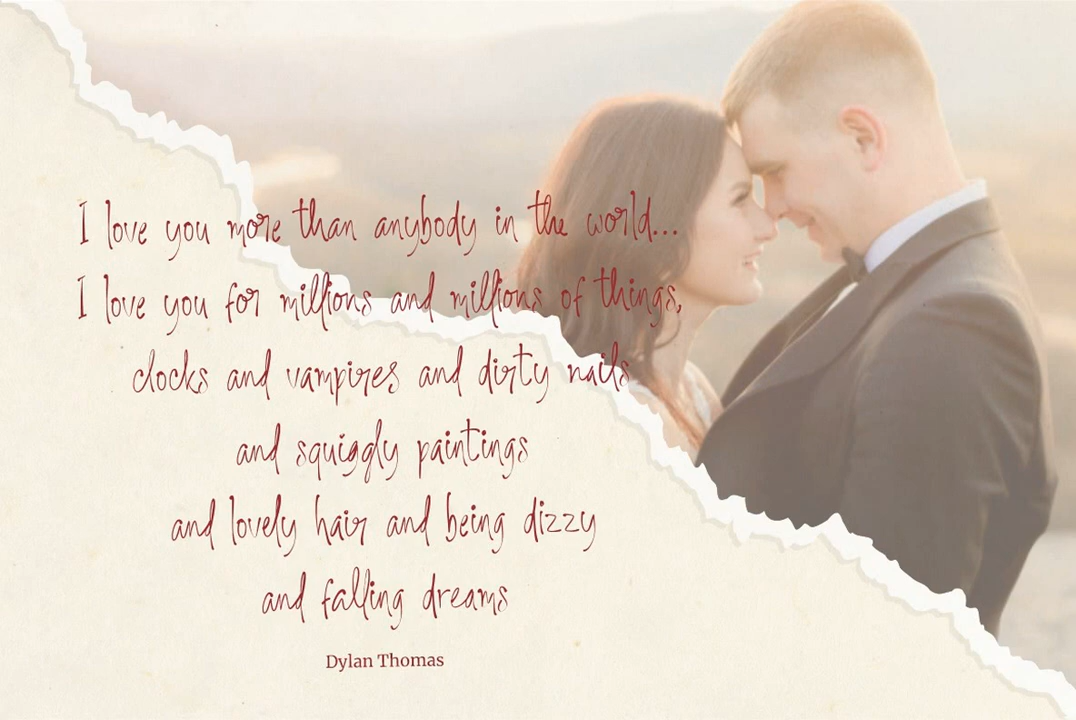 I love you more than anybody in the world...
I love you for millions and millions of things,
clocks and vampires and dirty nails
and squiggly paintings
and lovely hair and being dizzy
and falling dreams
Dylan Thomas